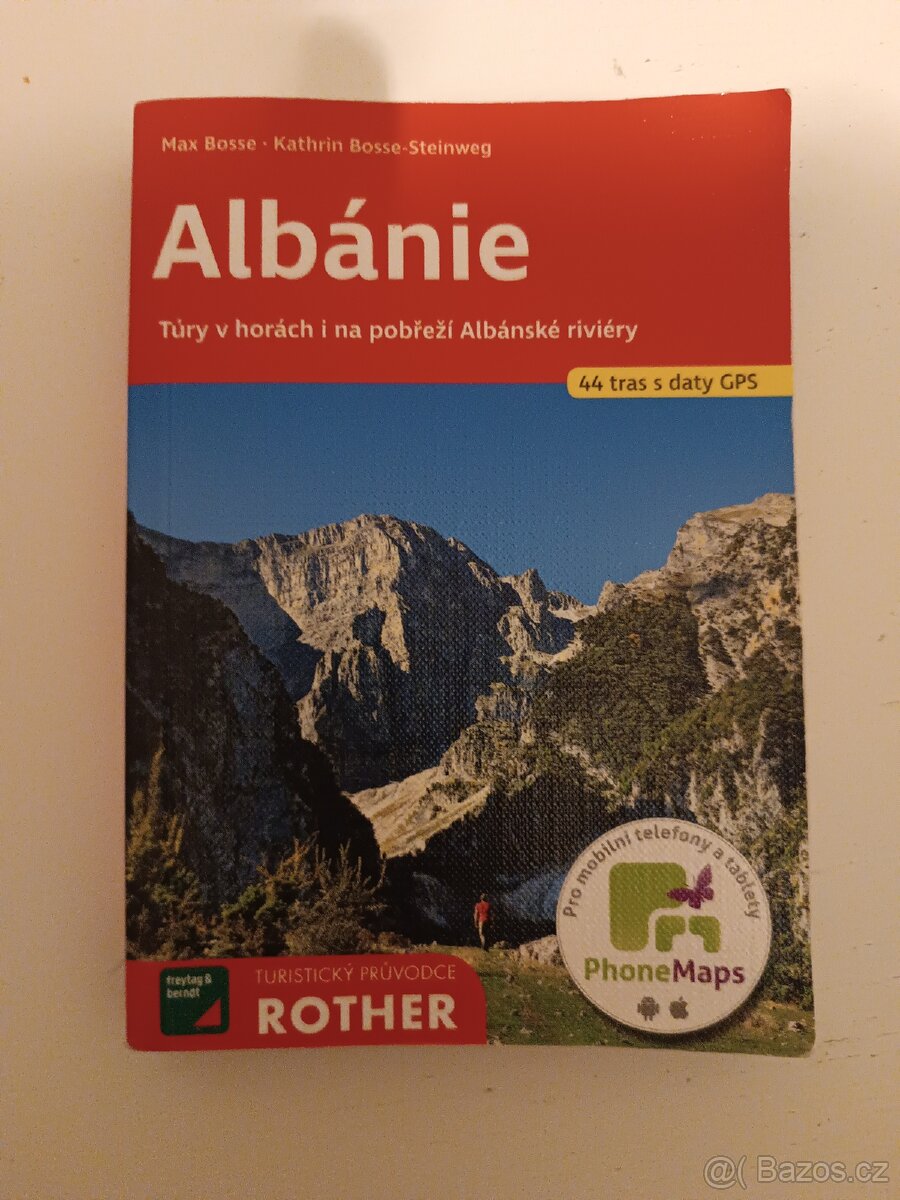 Max Bosse · Kathrin Bosse-Steinweg
Albánie
Túry v horách i na pobřeží Albánské riviéry
44 tras s daty GPS
Pro mobilní telefony a tablety
PhoneMaps
freytag &
berndt
TURISTICKÝ PRŮVODCE
ROTHER
@( Bazos.cz